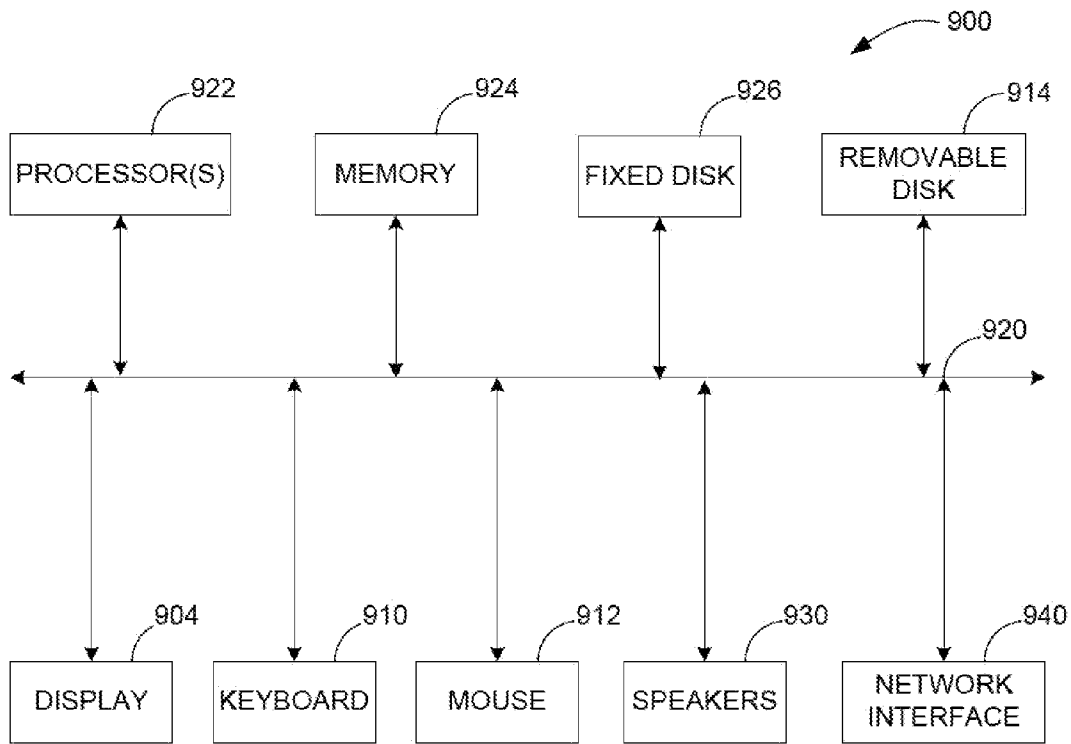 900
922
924
926
914
PROCESSOR(S)
MEMORY
FIXED DISK
REMOVABLE
DISK
920
904
910
912
930
940
DISPLAY
KEYBOARD
MOUSE
SPEAKERS
NETWORK
INTERFACE